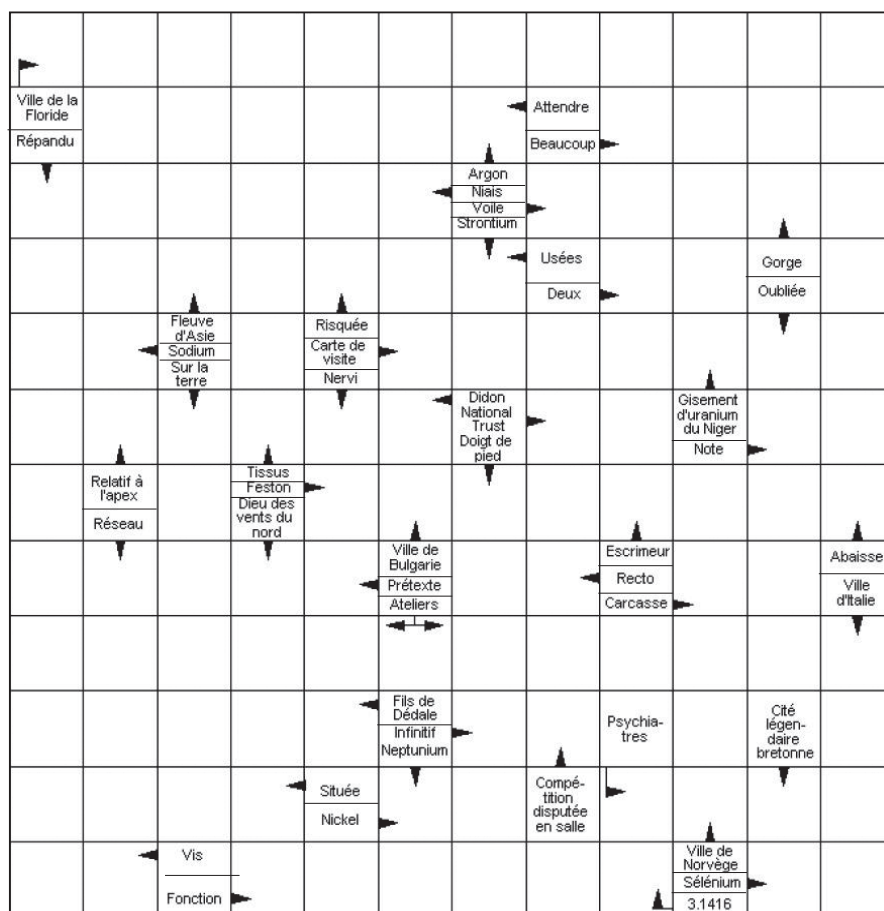 Ville de la
Floride
Répandu
Attendre
Beaucoup
Argon
Niais
Voile
Strontium
Usées
Deux
Gorge
Oubliée
Fleuve
d'Asie
Sodium
Sur la
terre
Risquée
Carte de
visite
Nervi
Didon
National
Trust
Doigt de
pied
Gisement
d'uranium
du Niger
Note
Relatif à
l'apex
Réseau
Tissus
Feston
Dieu des
vents du
nord
Ville de
Bulgarie
Prétexte
Ateliers
Escrimeur
Recto
Carcasse
Abaisse
Ville
d'Italie
Fils de
Dédale
Infinitif
Neptunium
Psychia-
tres
Cité
légen-
daire
bretonne
Située
Nickel
Compé-
tition
disputée
en salle
Vis
Fonction
Ville de
Norvège
Sélénium
3.1416